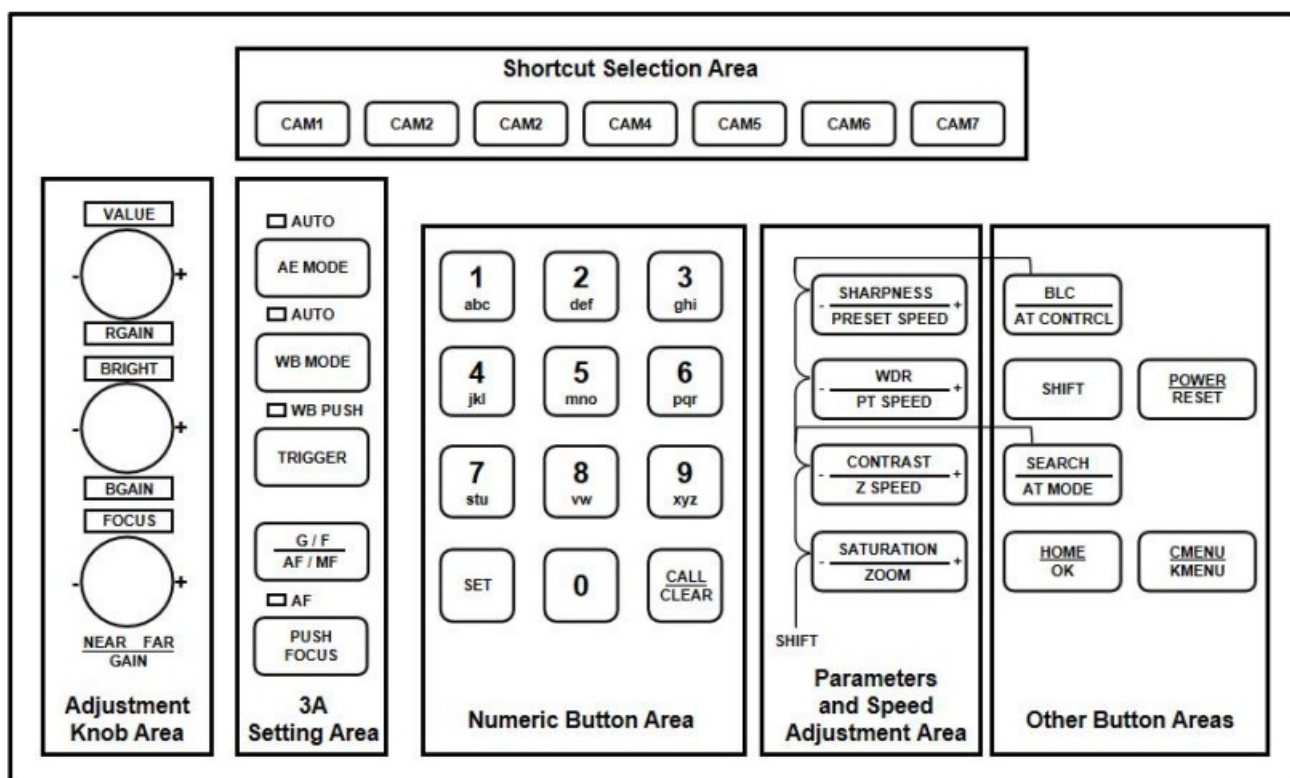 Shortcut Selection Area
CAM1 CAM2 CAM2 CAM4 CAM5 CAM6 CAM7
VALUE
- +
RGAIN
BRIGHT
- +
BGAIN
FOCUS
- +
NEAR FAR
GAIN
Adjustment
Knob Area
AUTO
AE MODE
AUTO
WB MODE
WB PUSH
TRIGGER
G / F
AF / MF
AF
PUSH
FOCUS
3A
Setting Area
1 2 3
abc def ghi
4 5 6
jkl mno pqr
7 8 9
stu vw xyz
SET 0 CALL
CLEAR
Numeric Button Area
SHARPNESS
- +
PRESET SPEED
WDR
- +
PT SPEED
CONTRAST
- +
Z SPEED
SATURATION
- +
ZOOM
SHIFT
Parameters
and Speed
Adjustment Area
BLC
AT CONTRCL
SHIFT
POWER
RESET
SEARCH
AT MODE
HOME
OK
CMENU
KMENU
Other Button Areas